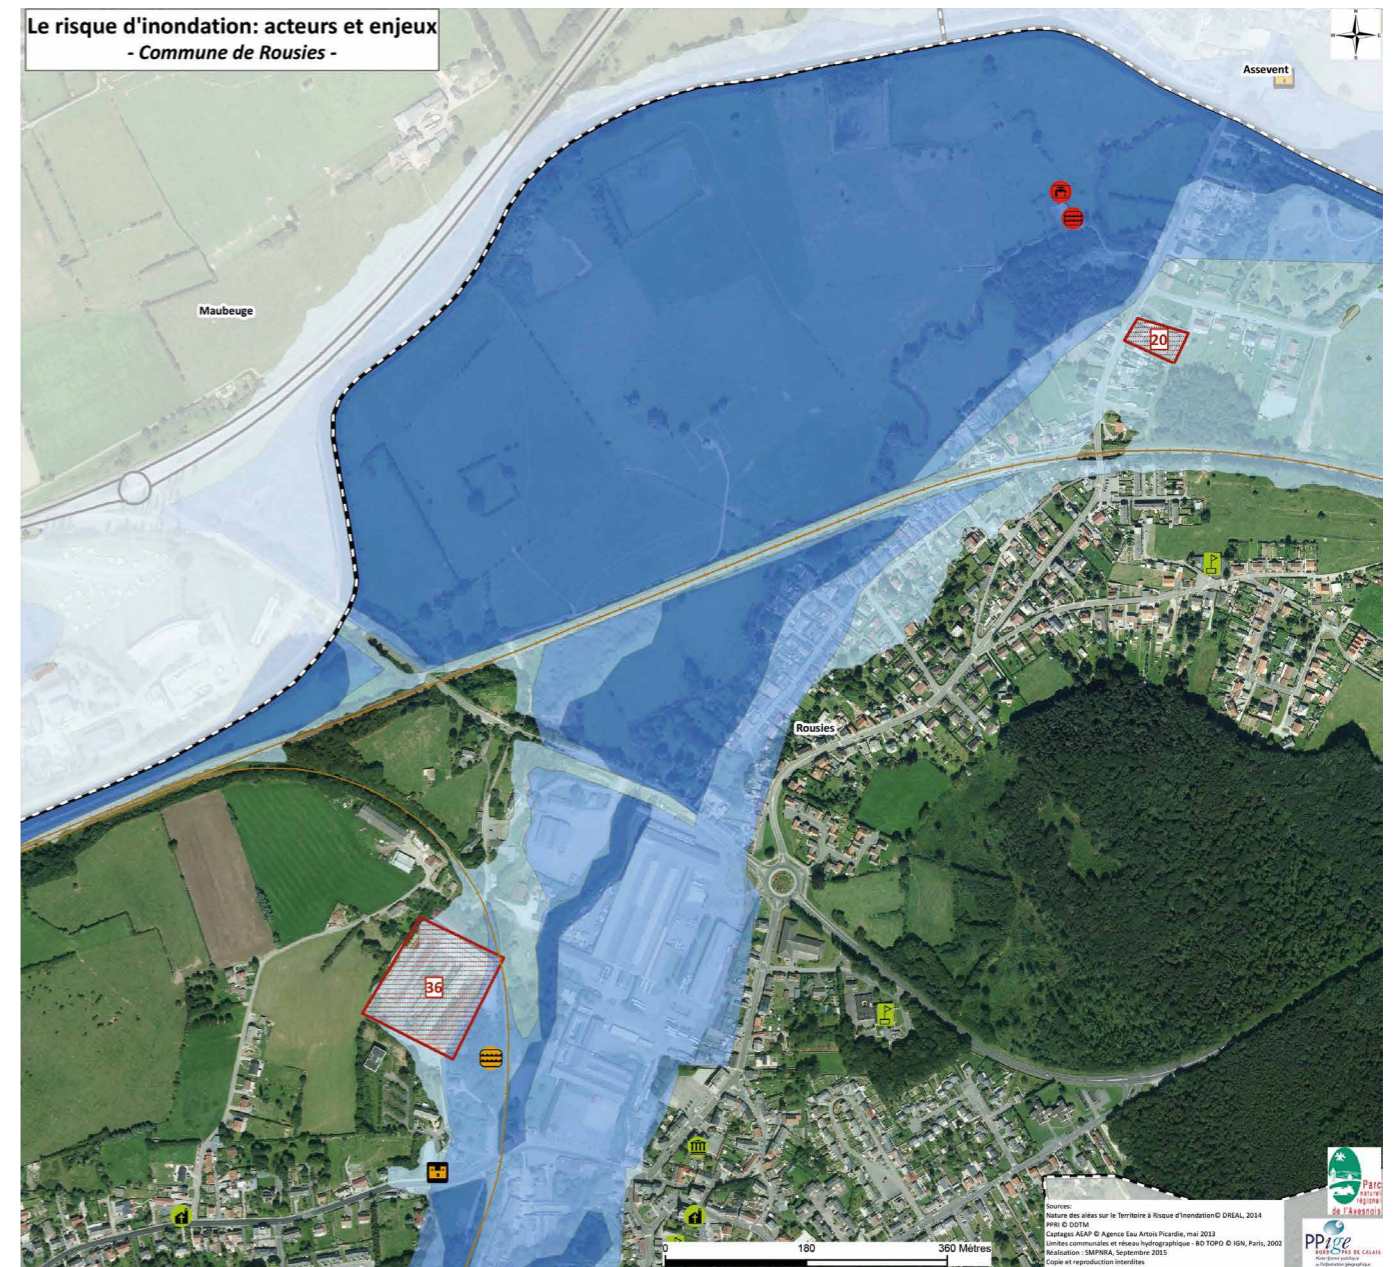 Le risque d'inondation: acteurs et enjeux
- Commune de Rousies -
N
Assevent
Maubeuge
20
Rousies
36
0 180 360 Mètres
Sources:
Nature des aléas sur le Territoire à Risque d'Inondation© DREAL, 2014
PPRI © DDTM
Captages AEAP © Agence Eau Artois Picardie, mai 2013
Limites communales et réseau hydrographique - BD TOPO © IGN, Paris, 2002
Réalisation : SMPNRA, Septembre 2015
Copie et reproduction interdites
Parc
naturel
régional
de l'Avesnois
PPige
NORD PAS DE CALAIS